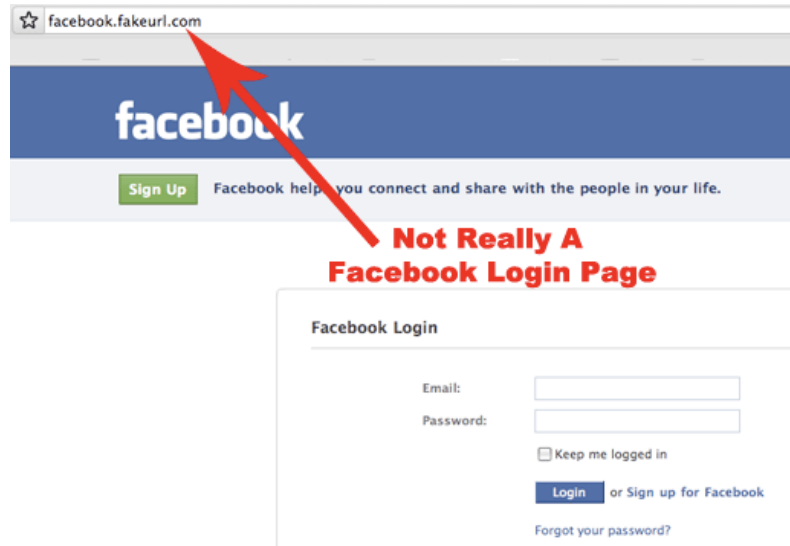 facebook.fakeurl.com
facebook
Sign Up Facebook helps you connect and share with the people in your life.
Not Really A
Facebook Login Page
Facebook Login
Email:
Password:
Keep me logged in
Login or Sign up for Facebook
Forgot your password?